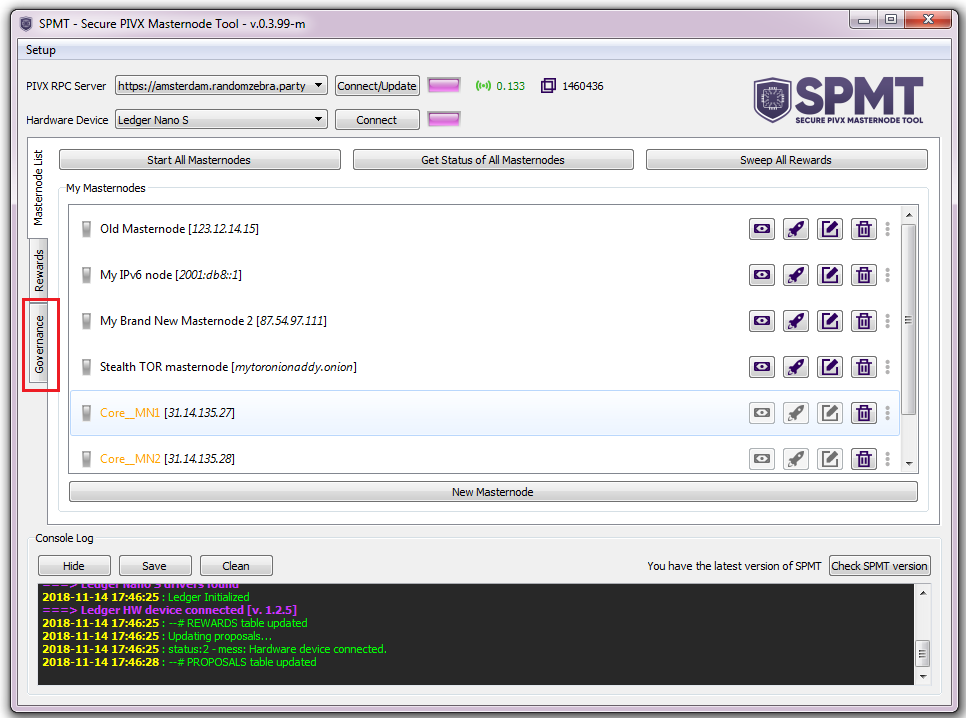 SPMT - Secure PIVX Masternode Tool - v.0.3.99-m
Setup
PIVX RPC Server https://amsterdam.randomzebra.party Connect/Update 0.133 1460436
Hardware Device Ledger Nano S Connect
SPMT
SECURE PIVX MASTERNODE TOOL
Masternode List
Rewards
Governance
Start All Masternodes Get Status of All Masternodes Sweep All Rewards
My Masternodes
Old Masternode [123.12.14.15]
My IPv6 node [2001:db8::1]
My Brand New Masternode 2 [87.54.97.111]
Stealth TOR masternode [mytoronionaddy.onion]
Core__MN1 [31.14.135.27]
Core__MN2 [31.14.135.28]
New Masternode
Console Log
Hide Save Clean You have the latest version of SPMT Check SPMT version
===> Ledger Nano S drivers found
2018-11-14 17:46:25 : Ledger Initialized
===> Ledger HW device connected [v. 1.2.5]
2018-11-14 17:46:25 : --# REWARDS table updated
2018-11-14 17:46:25 : Updating proposals...
2018-11-14 17:46:25 : status:2 - mess: Hardware device connected.
2018-11-14 17:46:28 : --# PROPOSALS table updated